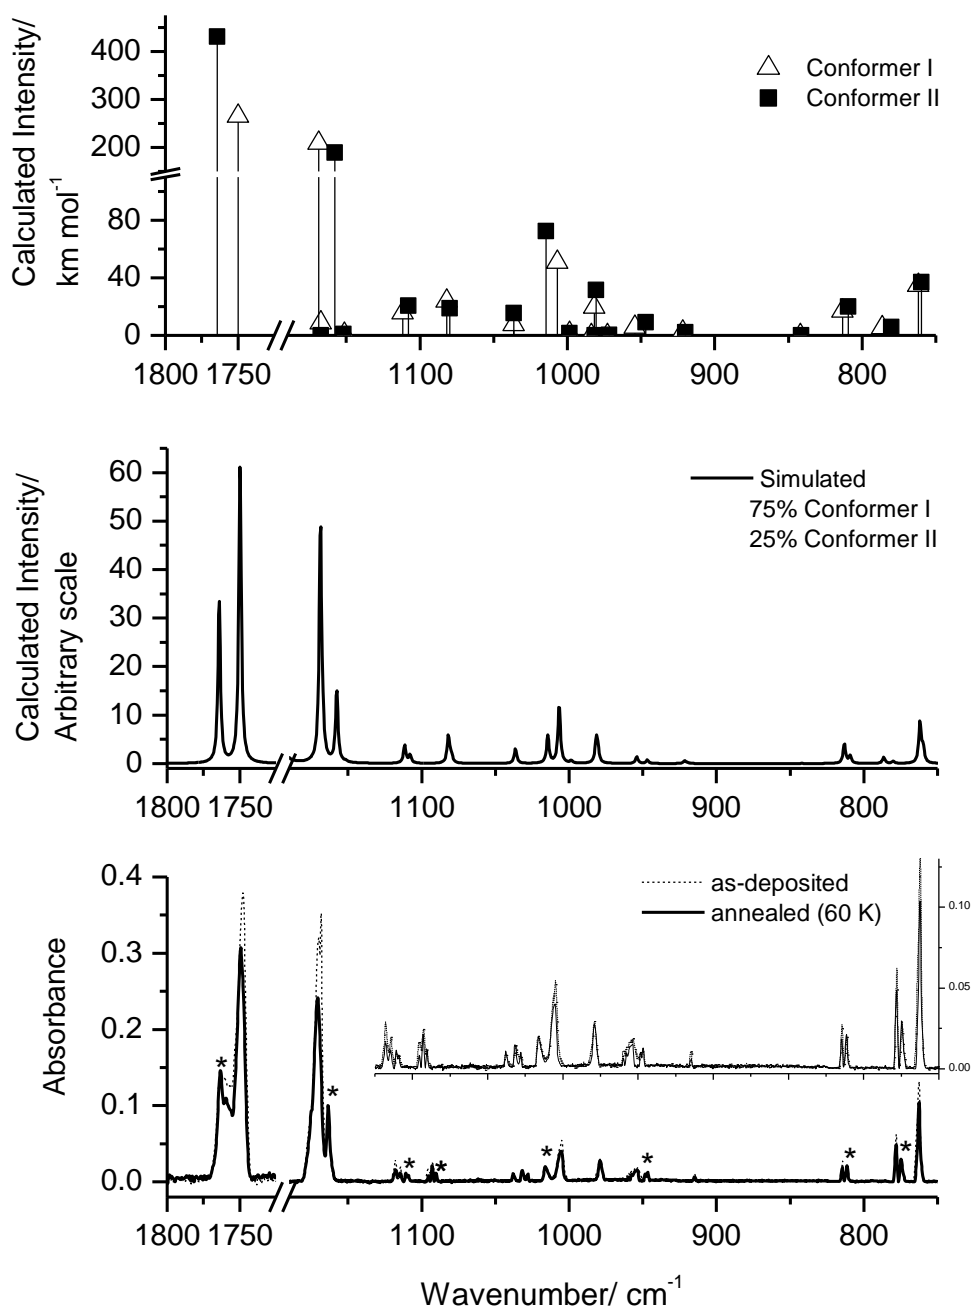 Calculated Intensity/
km mol⁻¹
400
300
200
80
40
0
Conformer I
Conformer II
1800 1750 1100 1000 900 800
Calculated Intensity/
Arbitrary scale
60
50
40
30
20
10
0
Simulated
75% Conformer I
25% Conformer II
1800 1750 1100 1000 900 800
Absorbance
0.4
0.3
0.2
0.1
0.0
as-deposited
annealed (60 K)
0.10
0.05
0.00
* * * * * * * *
1800 1750 1100 1000 900 800
Wavenumber/ cm⁻¹